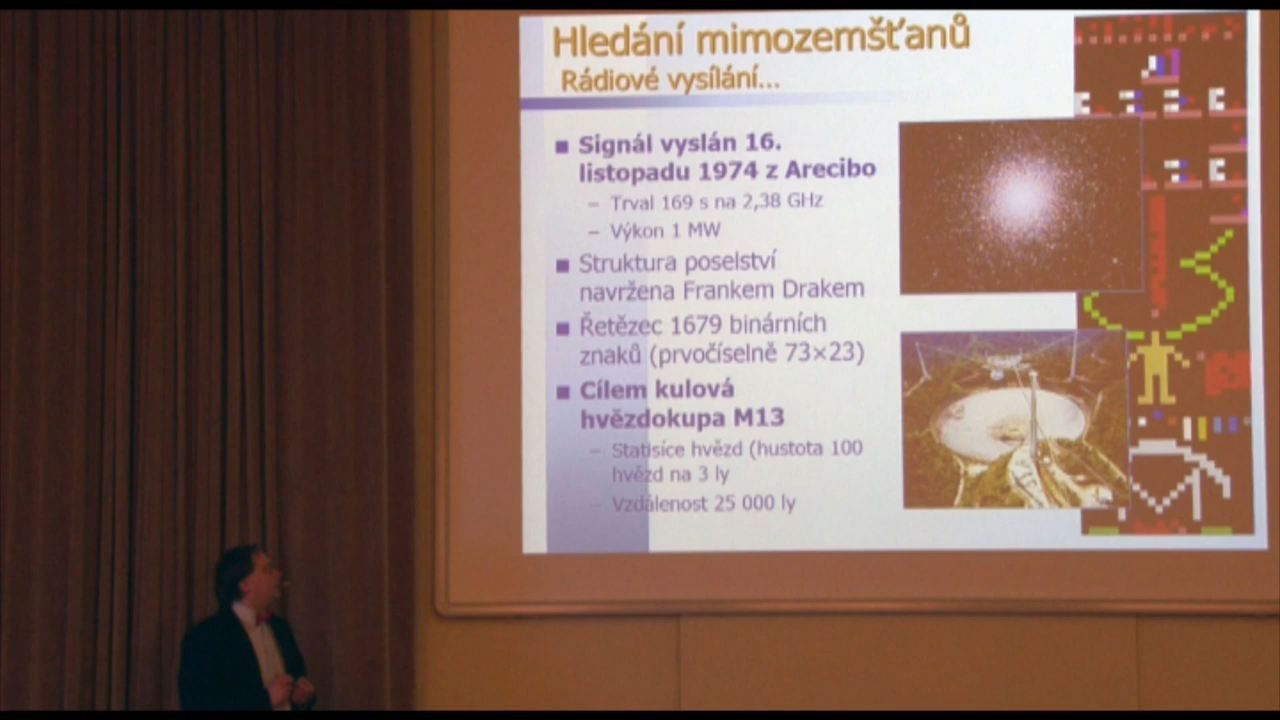 Hledání mimozemšťanů
Rádiové vysílání...
Signál vyslán 16.
listopadu 1974 z Arecibo
– Trval 169 s na 2,38 GHz
– Výkon 1 MW
Struktura poselství
navržena Frankem Drakem
Řetězec 1679 binárních
znaků (prvočíselně 73×23)
Cílem kulová
hvězdokupa M13
– Statisíce hvězd (hustota 100
hvězd na 3 ly
– Vzdálenost 25 000 ly